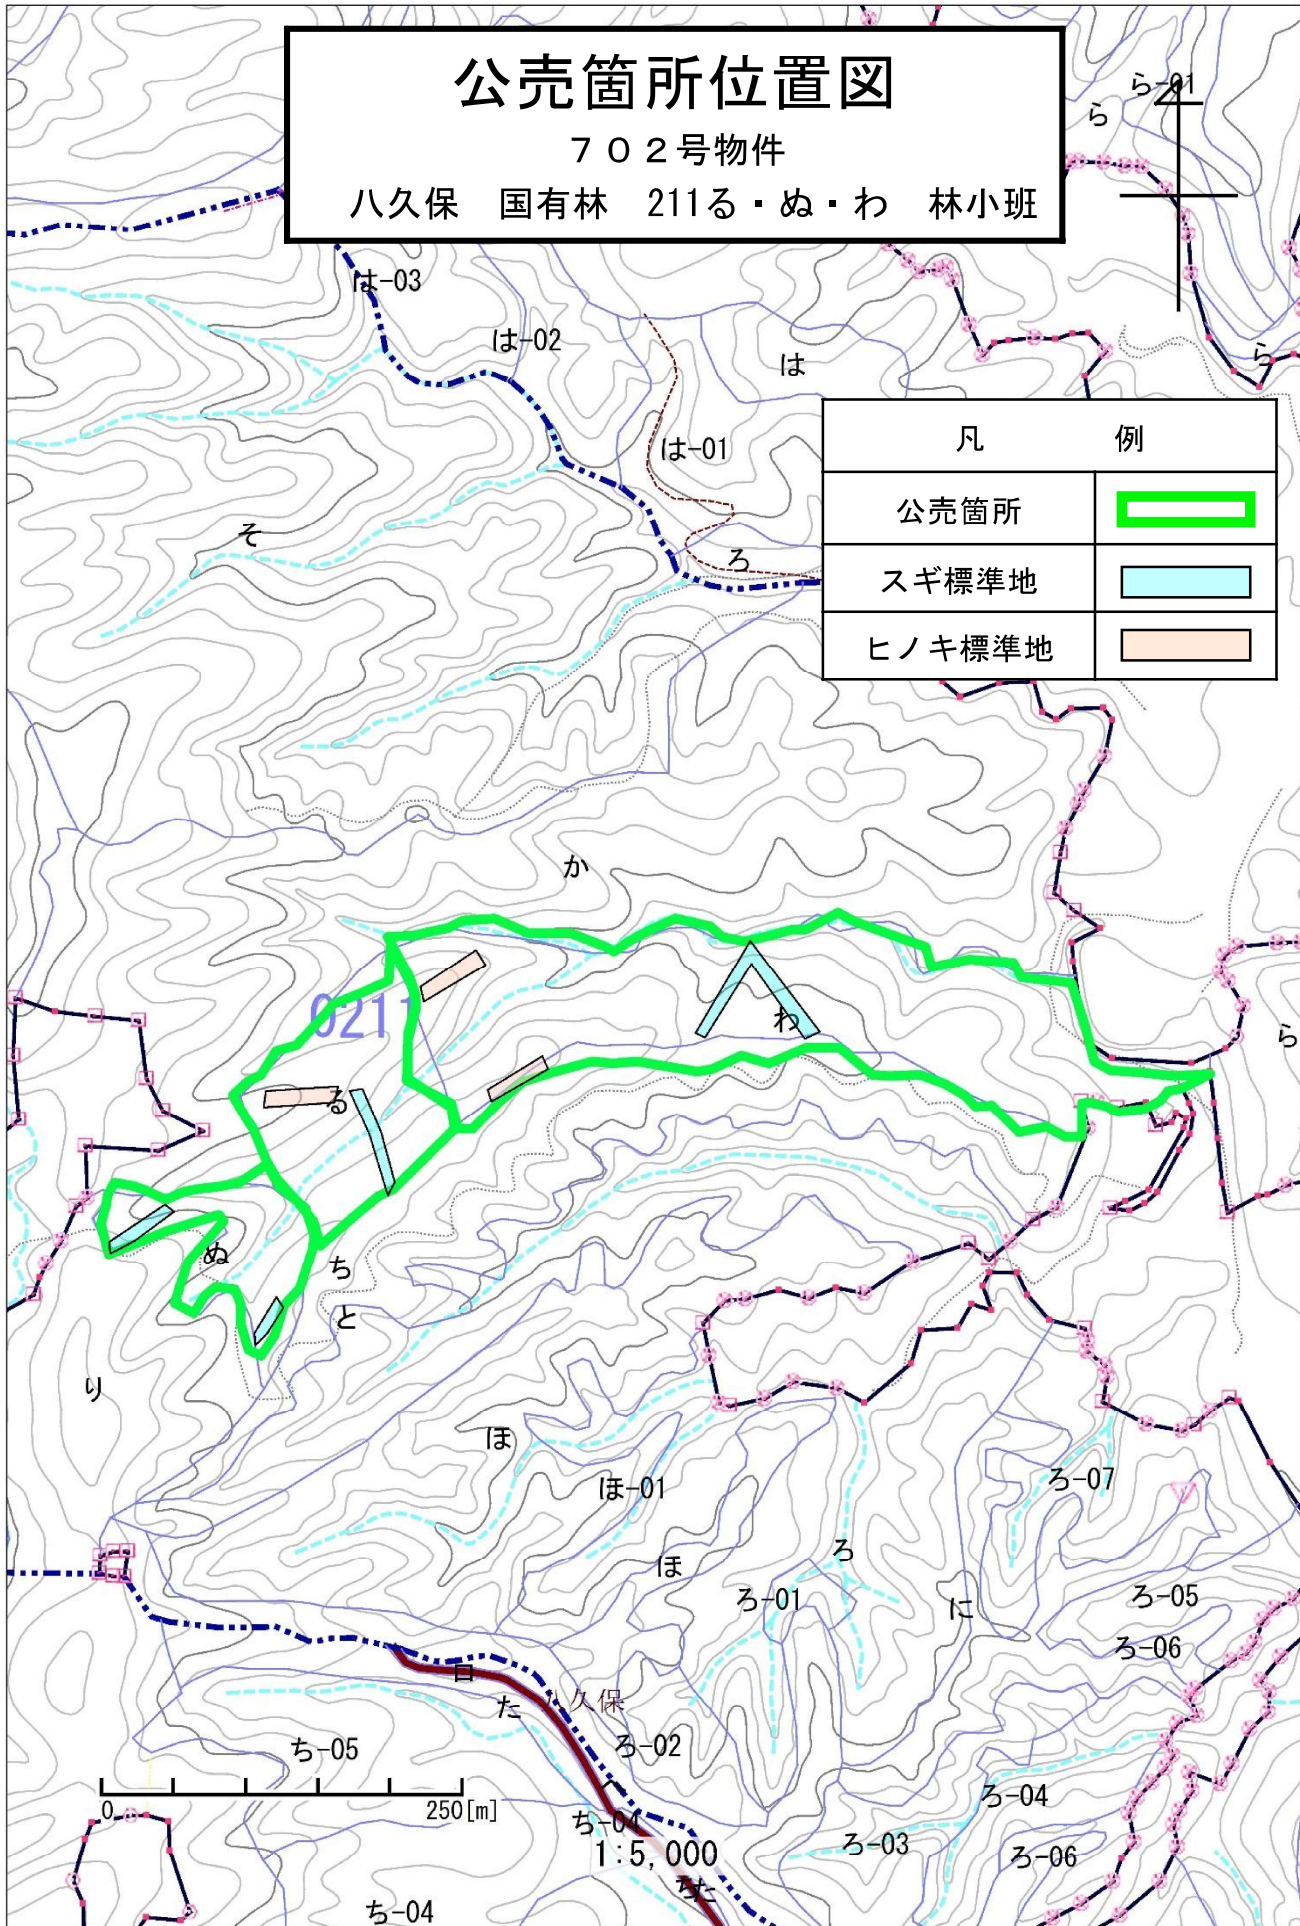 公売箇所位置図
７０２号物件
八久保　国有林　211る・ぬ・わ　林小班
ら-01
ら
は-03
は-02
は
ら
は-01
凡　例
公売箇所
スギ標準地
ヒノキ標準地
そ
ろ
か
0211
わ
ら
る
ぬ
ち
と
り
ほ
ほ-01
ろ-07
ろ
ほ
ろ-01
に
ろ-05
ろ-06
ロ
た
八久保
ろ-02
ち-05
ろ-04
0
250[m]
ち-04
1:5,000
ろ-03
ろ-06
ち-04